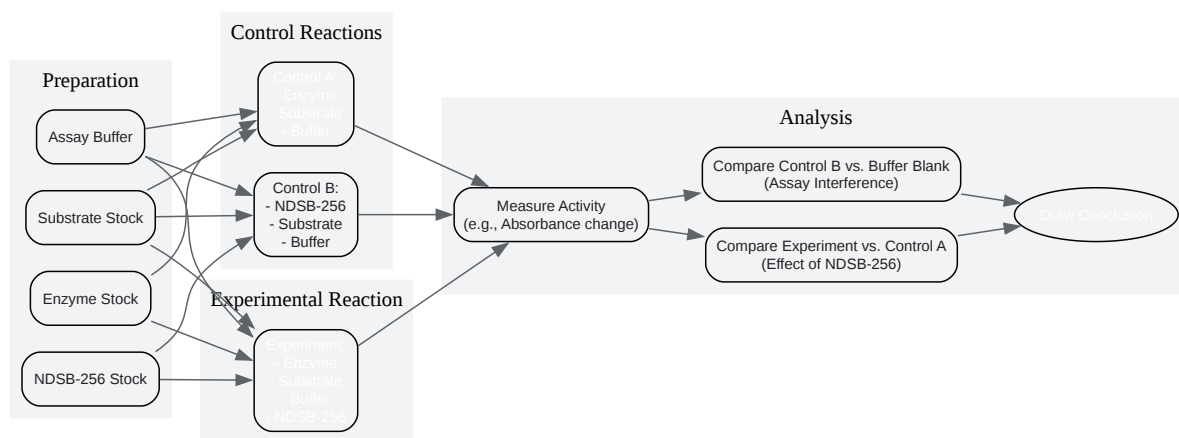 Preparation
Assay Buffer
Substrate Stock
Enzyme Stock
NDSB-256 Stock
Control Reactions
Control A:
- Enzyme
- Substrate
- Buffer
Control B:
- NDSB-256
- Substrate
- Buffer
Experimental Reaction
Experiment:
- Enzyme
- Substrate
- Buffer
- NDSB-256
Analysis
Measure Activity
(e.g., Absorbance change)
Compare Control B vs. Buffer Blank
(Assay Interference)
Compare Experiment vs. Control A
(Effect of NDSB-256)
Draw Conclusion